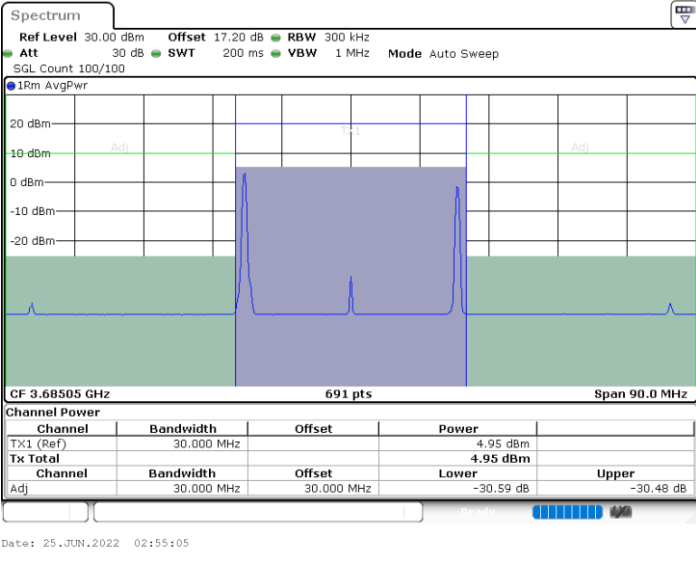 Spectrum
Ref Level 30.00 dBm Offset 17.20 dB RBW 300 kHz
Att 30 dB SWT 200 ms VBW 1 MHz Mode Auto Sweep
SGL Count 100/100
1Rm AvgPwr
20 dBm
TX1
Adj
Adj
10 dBm
0 dBm
-10 dBm
-20 dBm
CF 3.68505 GHz 691 pts Span 90.0 MHz
Channel Power
Channel Bandwidth Offset Power
TX1 (Ref) 30.000 MHz 4.95 dBm
Tx Total 4.95 dBm
Channel Bandwidth Offset Lower Upper
Adj 30.000 MHz 30.000 MHz -30.59 dB -30.48 dB
Ready
Date: 25.JUN.2022 02:55:05